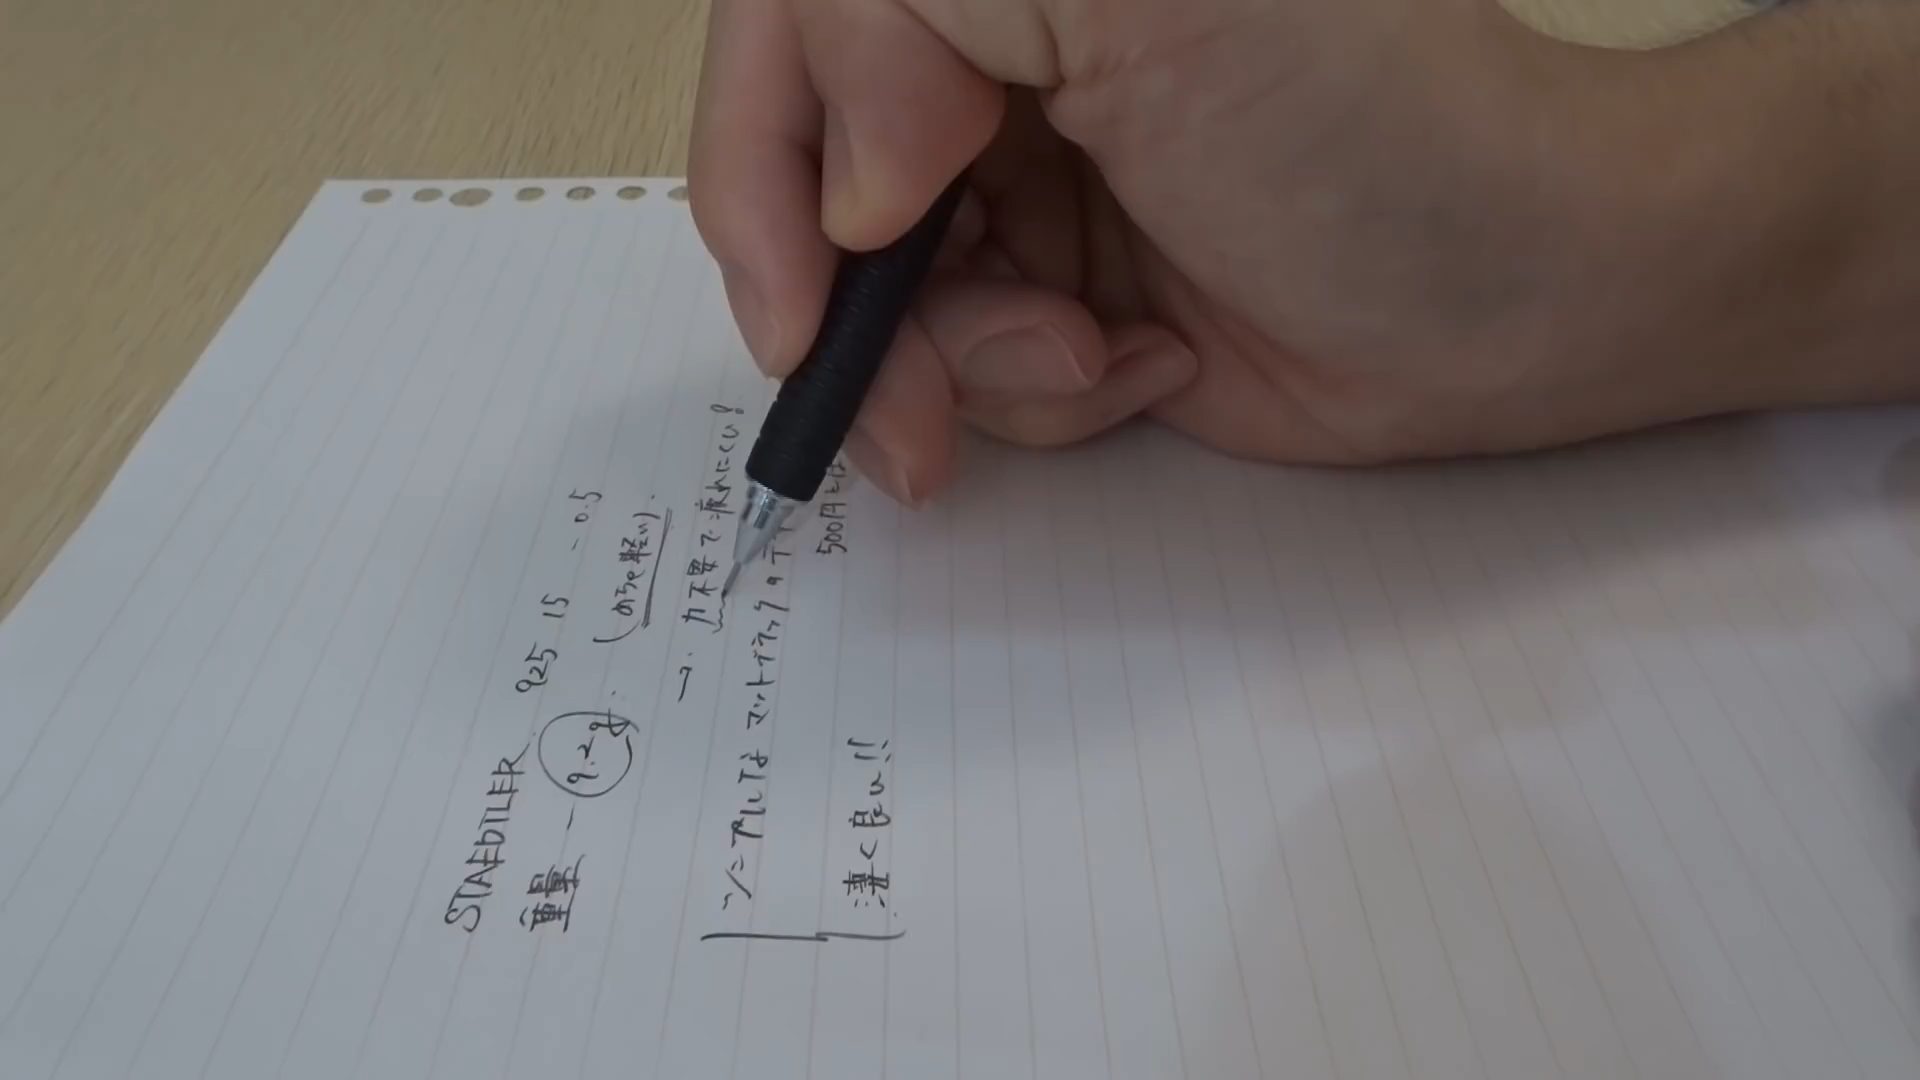 STAEDTLER 925 15 - 0.5
重量 - 9.2g (めちゃ軽い).
→ 力不要で疲れにくい!
シンプルでマットブラックのデ
凄く良い!! 500円とは